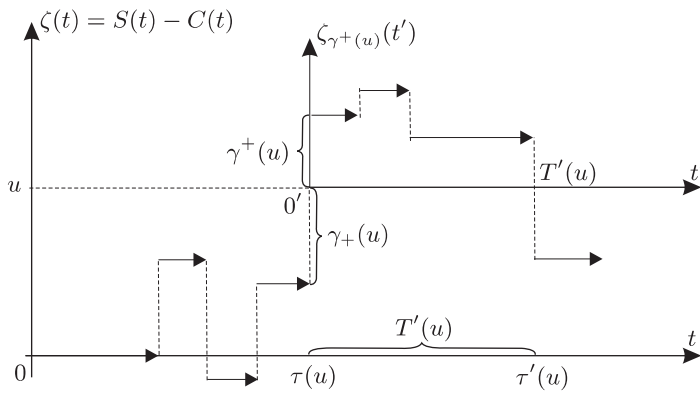 ζ(t) = S(t) − C(t)
ζ_{γ^+(u)}(t′)
γ^+(u)
T′(u)
t
u
0′
γ_+(u)
T′(u)
t
0
τ(u)
τ′(u)